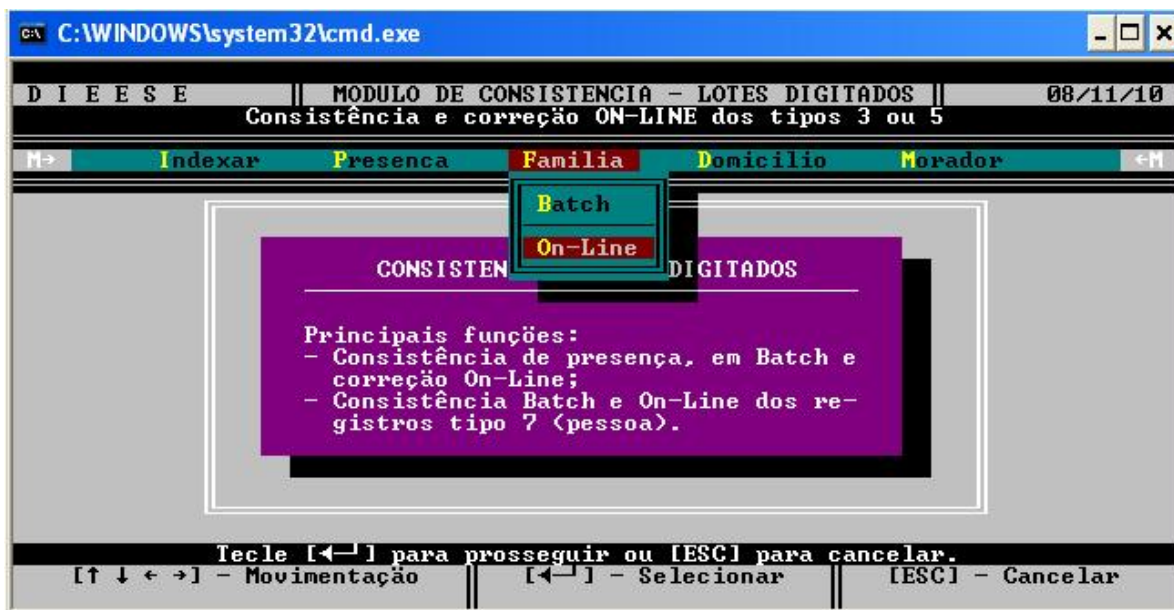 C:\WINDOWS\system32\cmd.exe
D I E E S E || MODULO DE CONSISTENCIA - LOTES DIGITADOS || 08/11/10
Consistência e correção ON-LINE dos tipos 3 ou 5
M→ Indexar Presenca Familia Domicilio Morador ←M
Batch
On-Line
CONSISTEN DIGITADOS
Principais funções:
- Consistência de presença, em Batch e
correção On-Line;
- Consistência Batch e On-Line dos re-
gistros tipo 7 (pessoa).
Tecle [◄─┘] para prosseguir ou [ESC] para cancelar.
[↑ ↓ ← →] - Movimentação || [◄─┘] - Selecionar || [ESC] - Cancelar